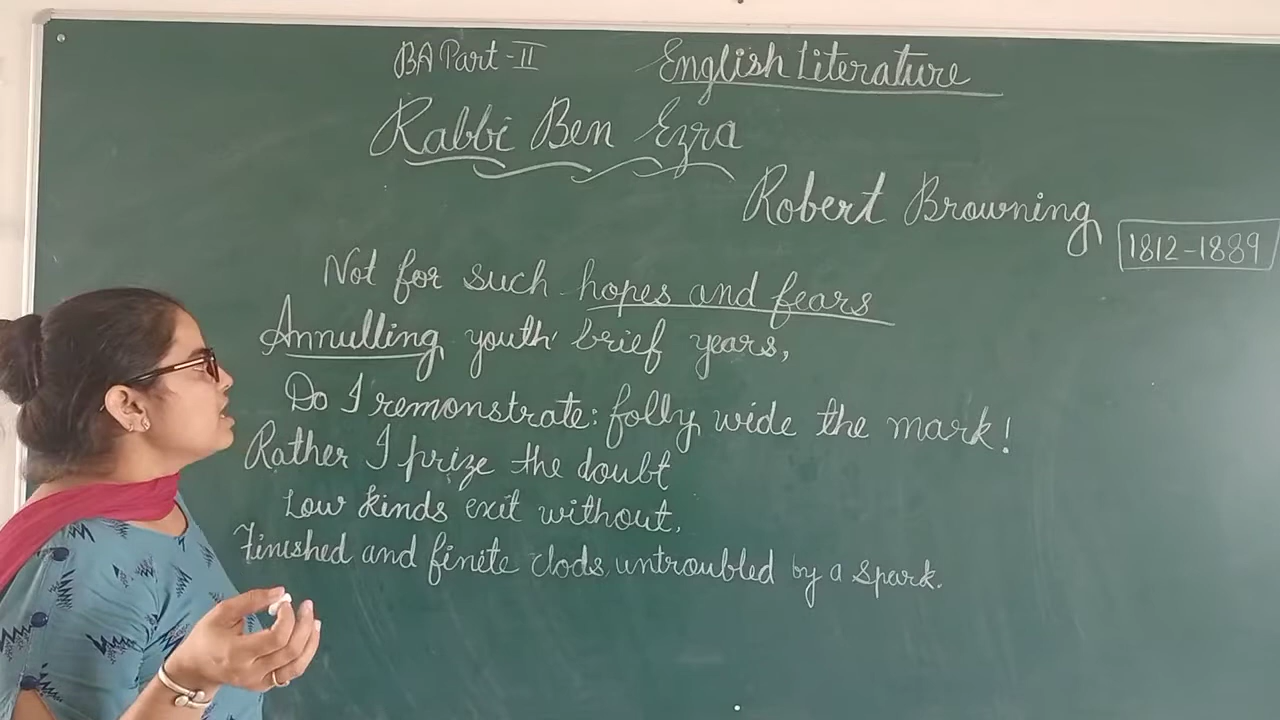 BA Part-II
English Literature
Rabbi Ben Ezra
Robert Browning
1812-1889
Not for such hopes and fears
Annulling youth' brief years,
Do I remonstrate: folly wide the mark!
Rather I prize the doubt
Low kinds exit without,
Finished and finite clods, untroubled by a spark.